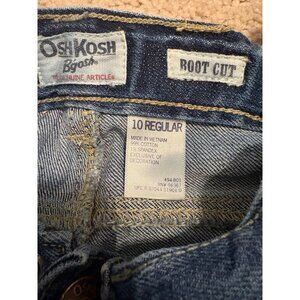 OSHKOSH
B'gosh
GENUINE ARTICLE
BOOT CUT
10 REGULAR
MADE IN VIETNAM
99% COTTON
1% SPANDEX
EXCLUSIVE OF
DECORATION